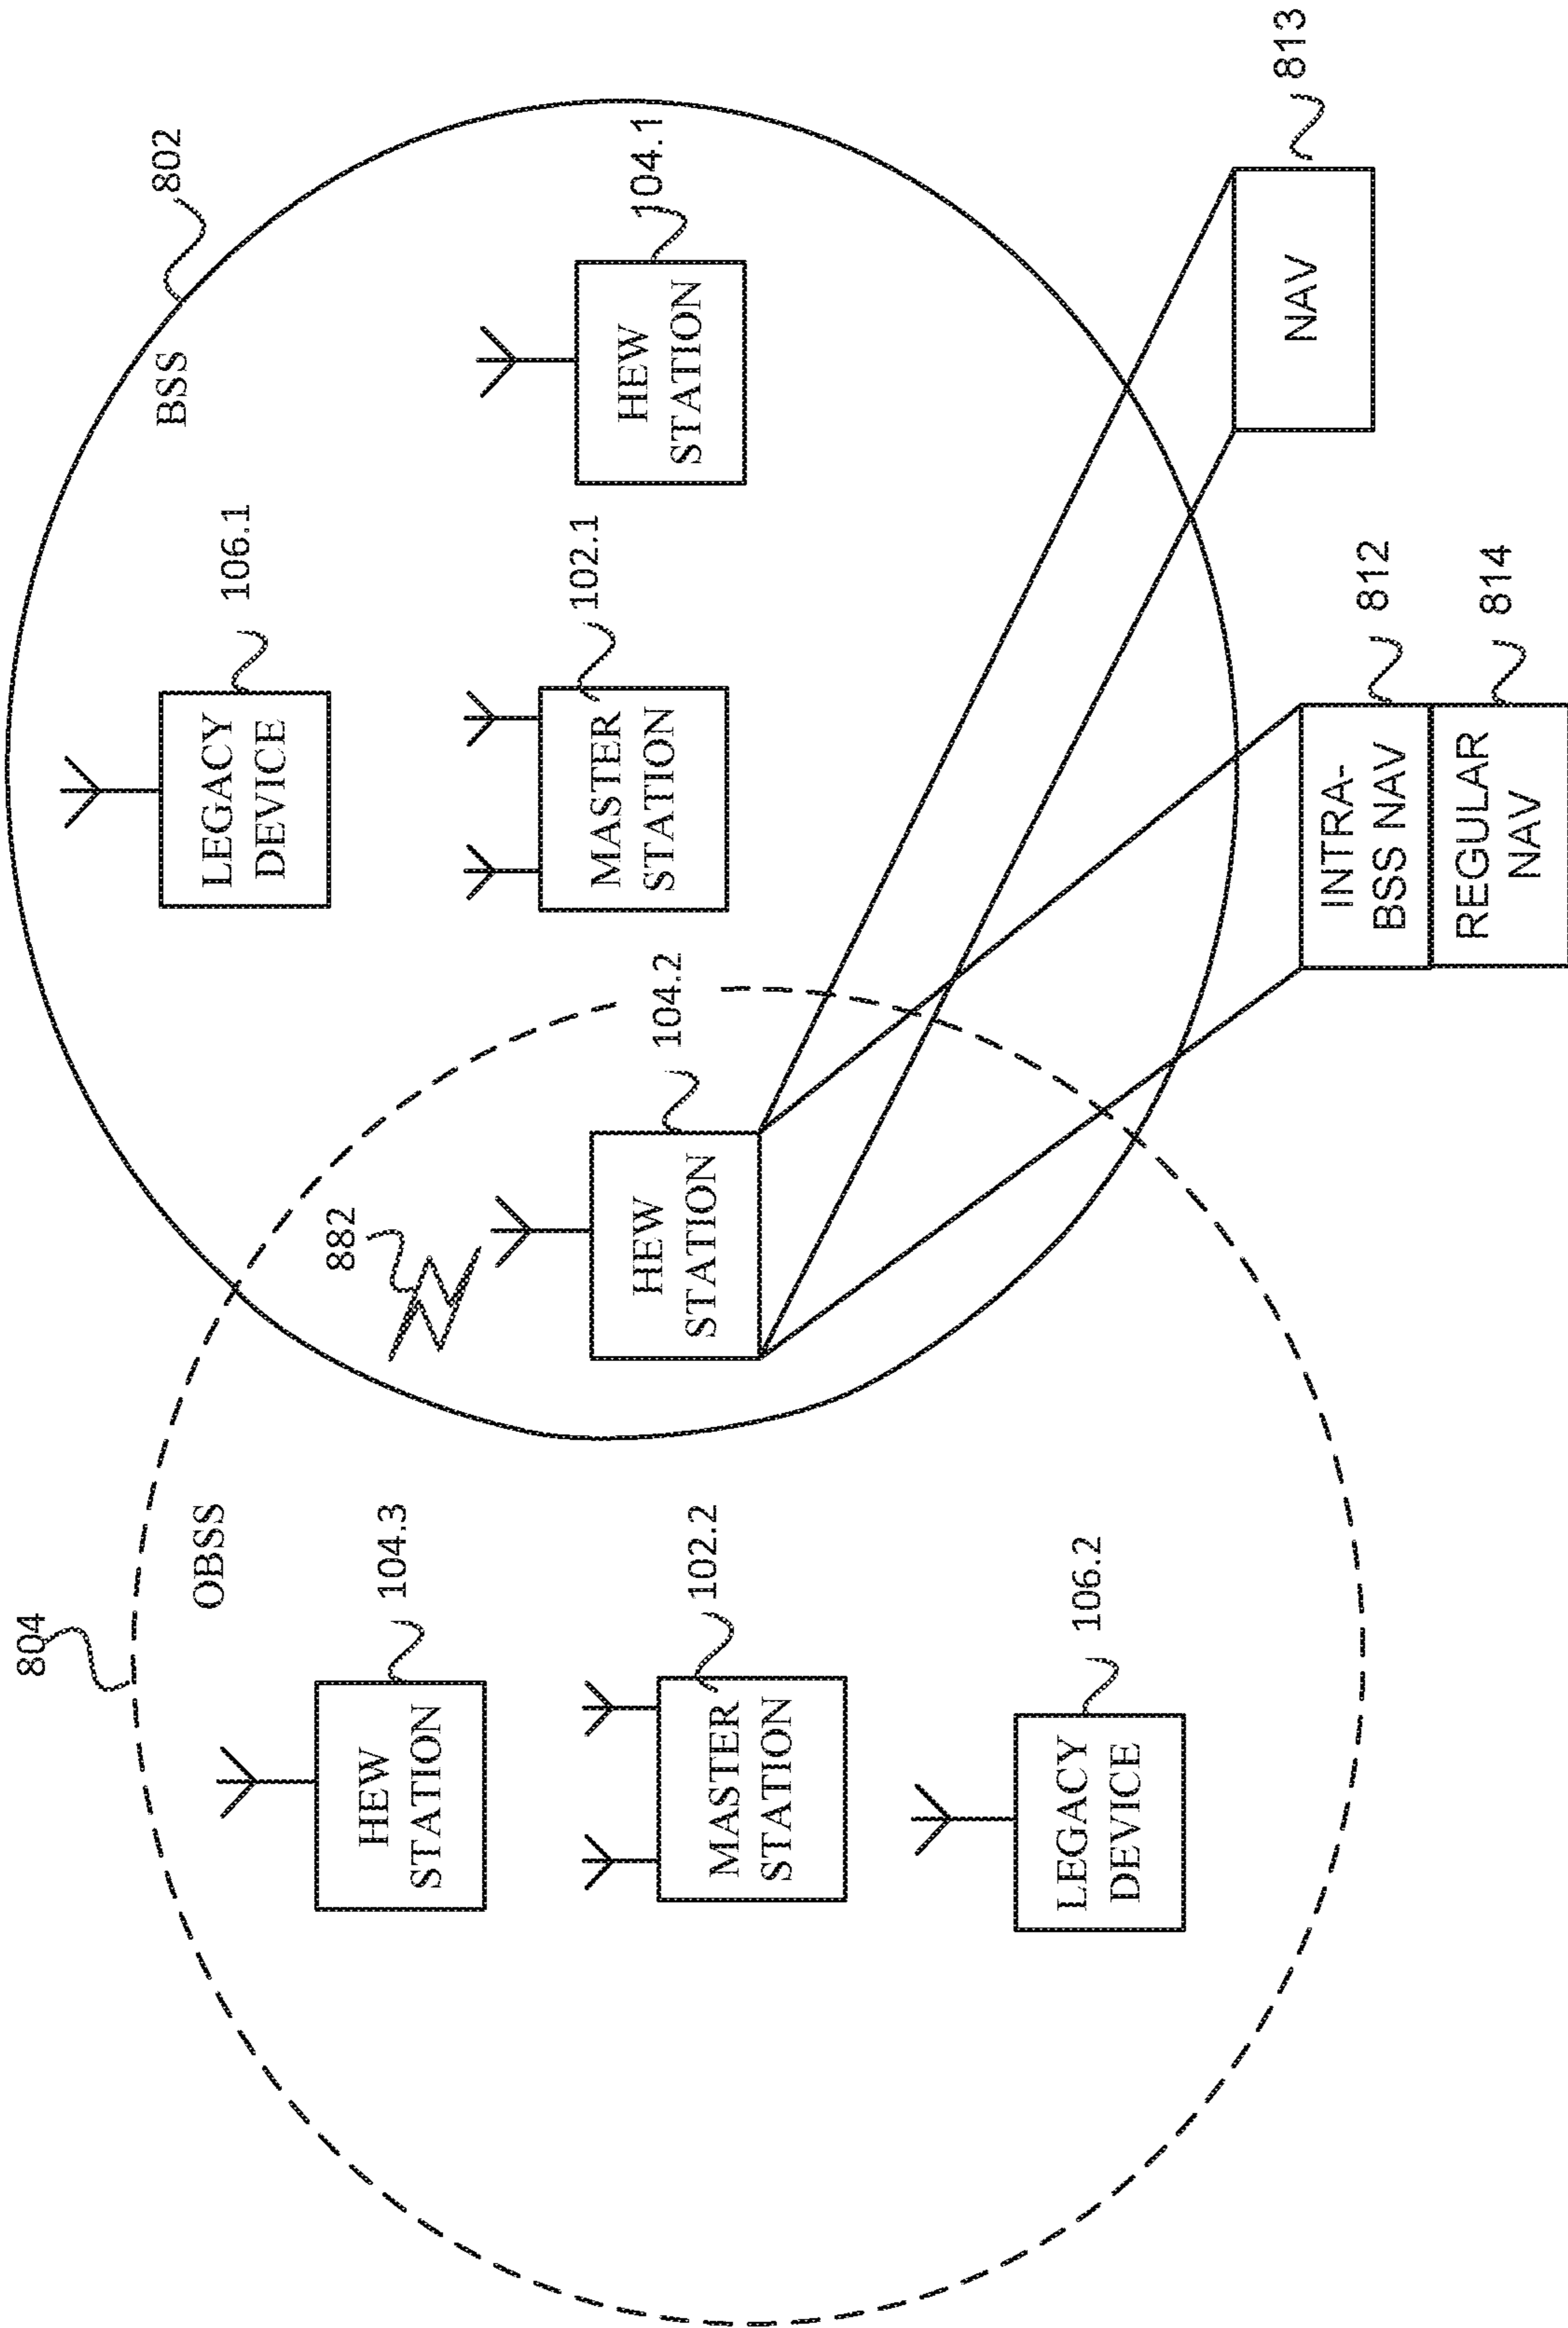 804
OBSS
802
BSS
HEW
STATION
104.3
882
LEGACY
DEVICE
106.1
MASTER
STATION
102.2
HEW
STATION
104.2
MASTER
STATION
102.1
HEW
STATION
104.1
LEGACY
DEVICE
106.2
NAV
813
INTRA-
BSS NAV
812
REGULAR
NAV
814